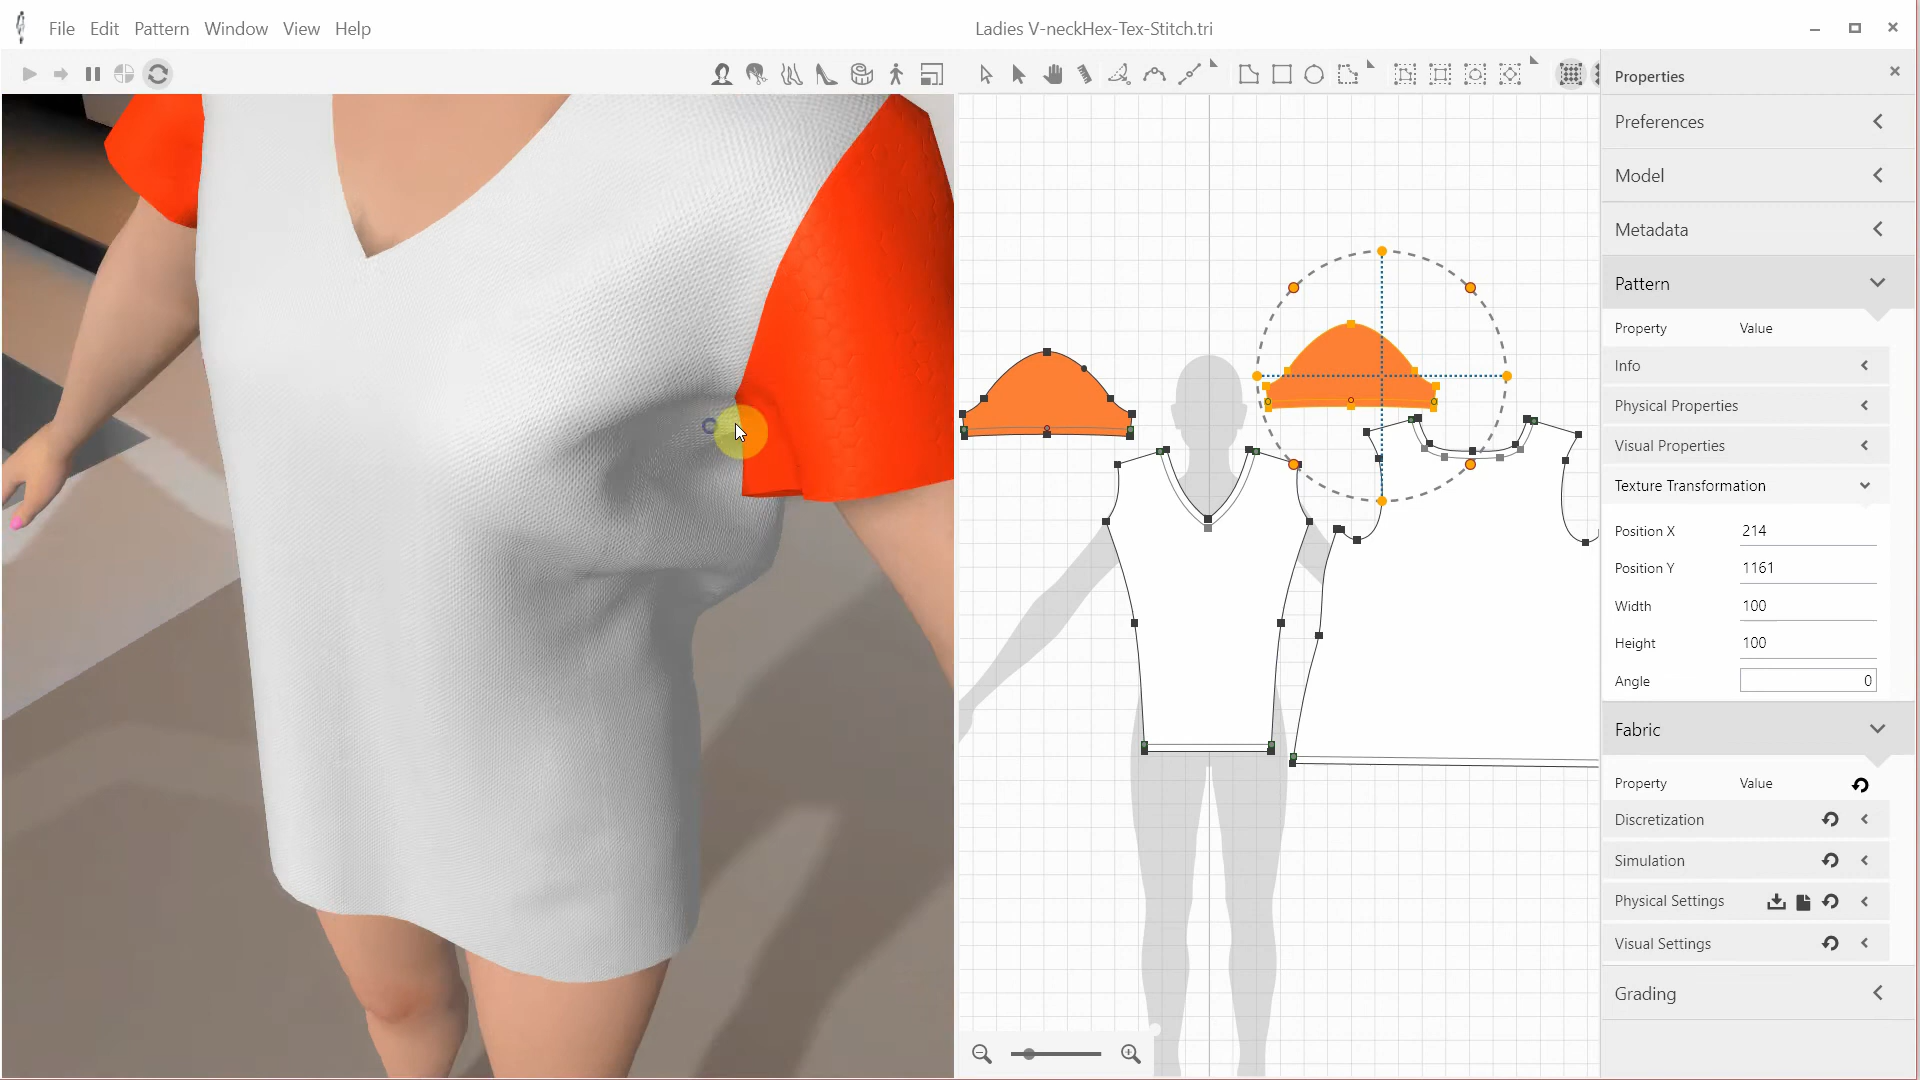 File Edit Pattern Window View Help
Ladies V-neckHex-Tex-Stitch.tri
Properties
Preferences
Model
Metadata
Pattern
Property Value
Info
Physical Properties
Visual Properties
Texture Transformation
Position X 214
Position Y 1161
Width 100
Height 100
Angle 0
Fabric
Property Value
Discretization
Simulation
Physical Settings
Visual Settings
Grading